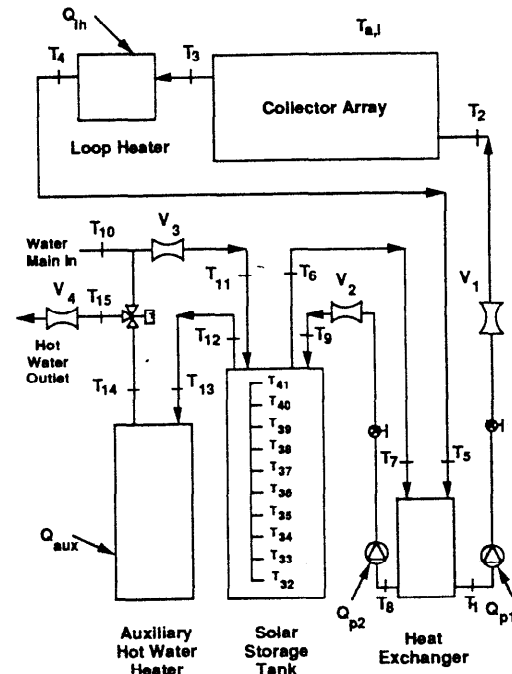 Q_lh
T_a,l
T_4
T_3
Collector Array
T_2
Loop Heater
T_10
V_3
Water
Main In
T_11
T_6
V_2
V_1
V_4
T_15
T_12
T_9
Hot
Water
Outlet
T_14
T_13
T_41
T_40
T_39
T_38
T_37
T_36
T_35
T_34
T_33
T_32
T_7
T_5
Q_aux
T_8
T_1
Q_p2
Q_p1
Auxiliary
Hot Water
Heater
Solar
Storage
Tank
Heat
Exchanger